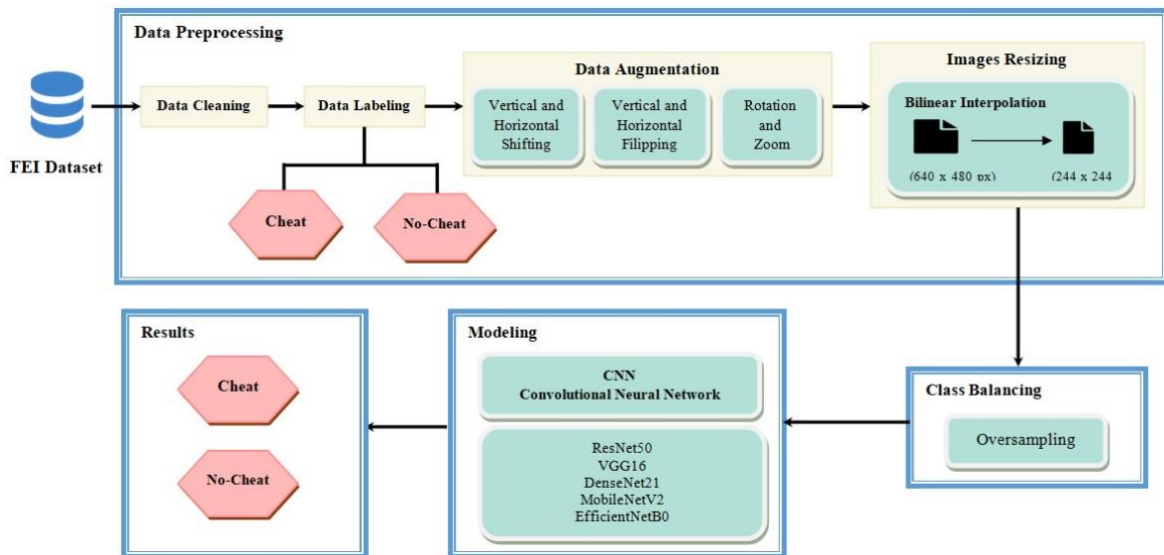 Data Preprocessing
FEI Dataset
Data Cleaning
Data Labeling
Cheat
No-Cheat
Data Augmentation
Vertical and
Horizontal
Shifting
Vertical and
Horizontal
Filipping
Rotation
and
Zoom
Images Resizing
Bilinear Interpolation
(640 x 480 px)
(244 x 244
Class Balancing
Oversampling
Modeling
CNN
Convolutional Neural Network
ResNet50
VGG16
DenseNet21
MobileNetV2
EfficientNetB0
Results
Cheat
No-Cheat